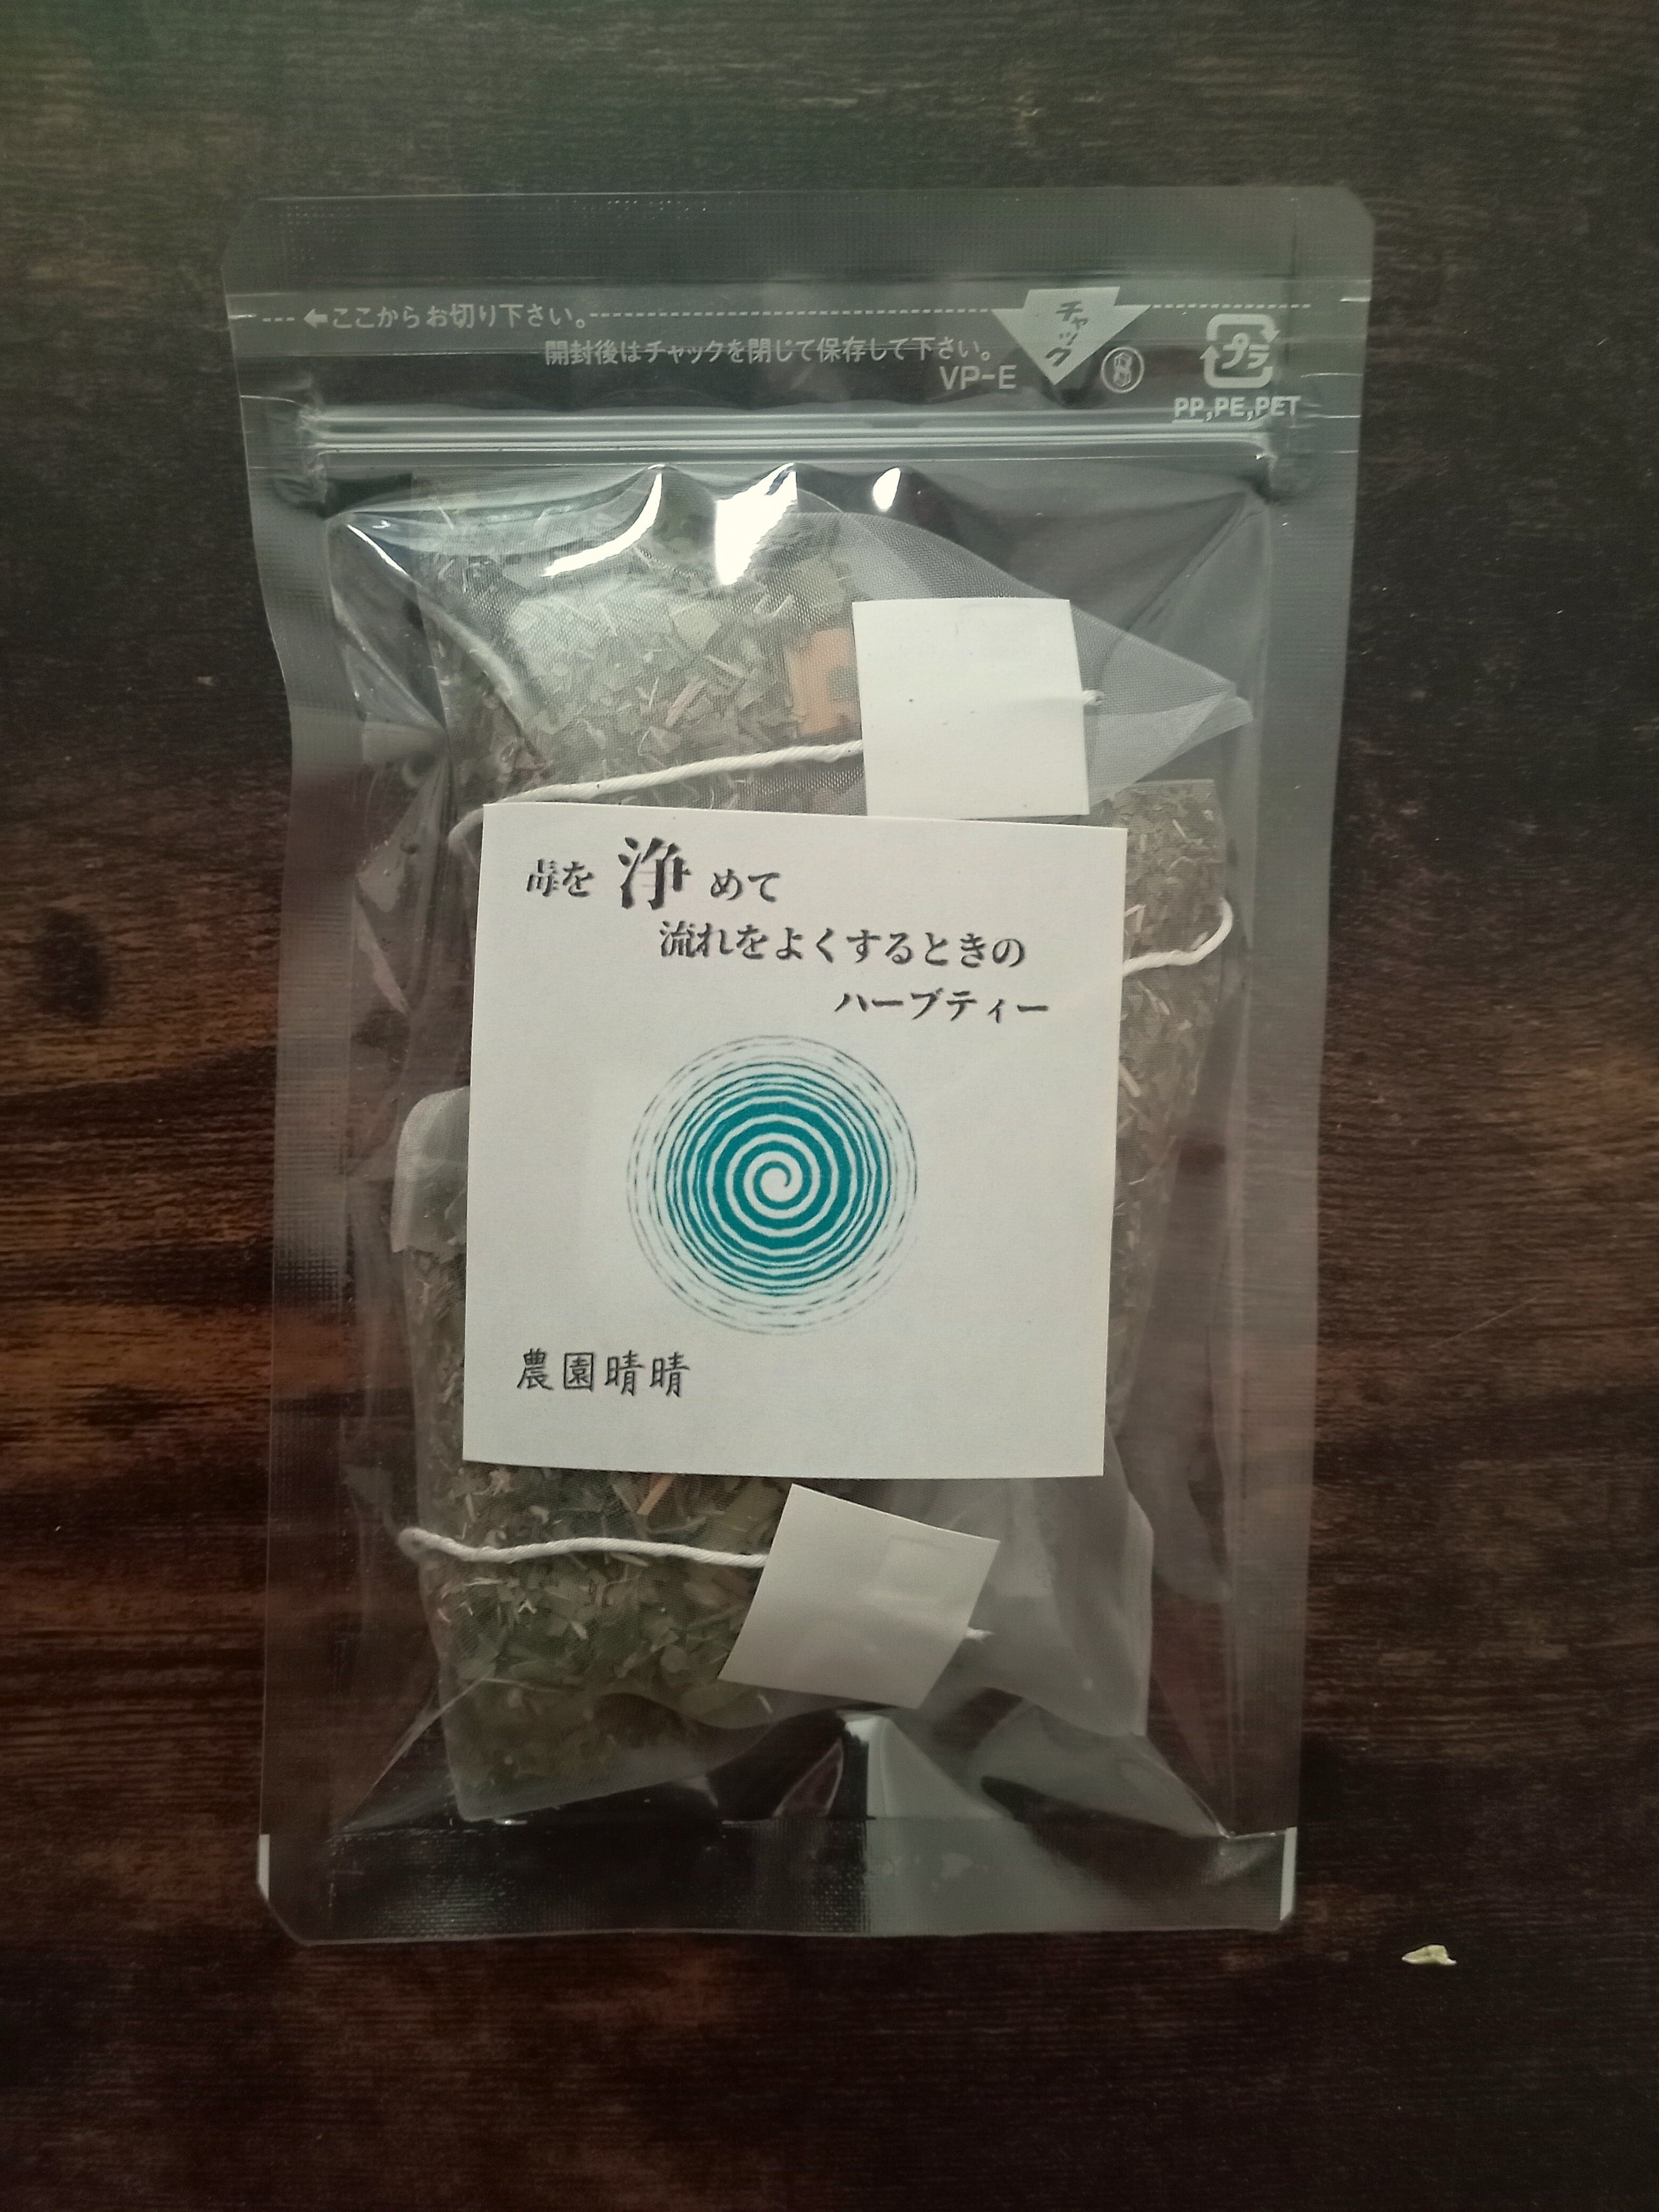 ←ここからお切り下さい。
チャック
開封後はチャックを閉じて保存して下さい。
VP-E
プラ
PP,PE,PET
毒を 浄 めて
流れをよくするときの
ハーブティー
農園晴晴